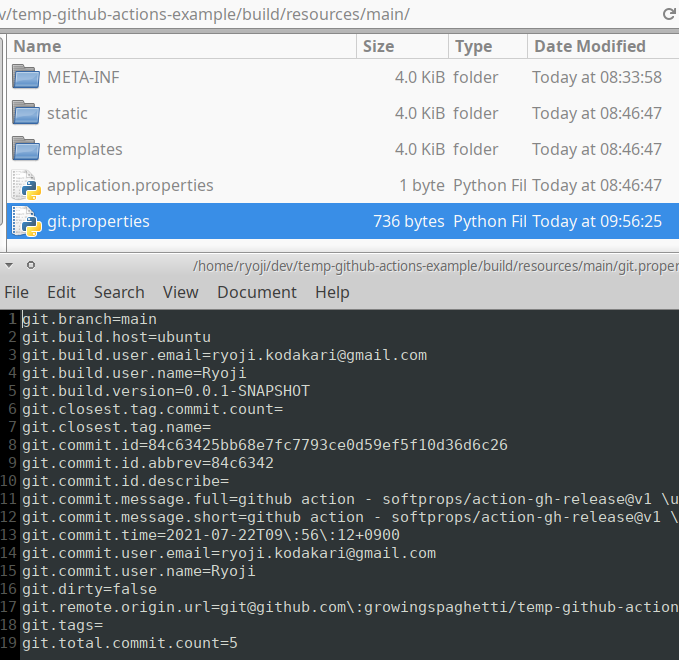 v/temp-github-actions-example/build/resources/main/
Name Size Type Date Modified
META-INF 4.0 KiB folder Today at 08:33:58
static 4.0 KiB folder Today at 08:46:47
templates 4.0 KiB folder Today at 08:46:47
application.properties 1 byte Python Fil Today at 08:46:47
git.properties 736 bytes Python Fil Today at 09:56:25
/home/ryoji/dev/temp-github-actions-example/build/resources/main/git.proper
File Edit Search View Document Help
1 git.branch=main
2 git.build.host=ubuntu
3 git.build.user.email=ryoji.kodakari@gmail.com
4 git.build.user.name=Ryoji
5 git.build.version=0.0.1-SNAPSHOT
6 git.closest.tag.commit.count=
7 git.closest.tag.name=
8 git.commit.id=84c63425bb68e7fc7793ce0d59ef5f10d36d6c26
9 git.commit.id.abbrev=84c6342
10 git.commit.id.describe=
11 git.commit.message.full=github action - softprops/action-gh-release@v1 \u
12 git.commit.message.short=github action - softprops/action-gh-release@v1 \
13 git.commit.time=2021-07-22T09\:56\:12+0900
14 git.commit.user.email=ryoji.kodakari@gmail.com
15 git.commit.user.name=Ryoji
16 git.dirty=false
17 git.remote.origin.url=git@github.com\:growingspaghetti/temp-github-action
18 git.tags=
19 git.total.commit.count=5